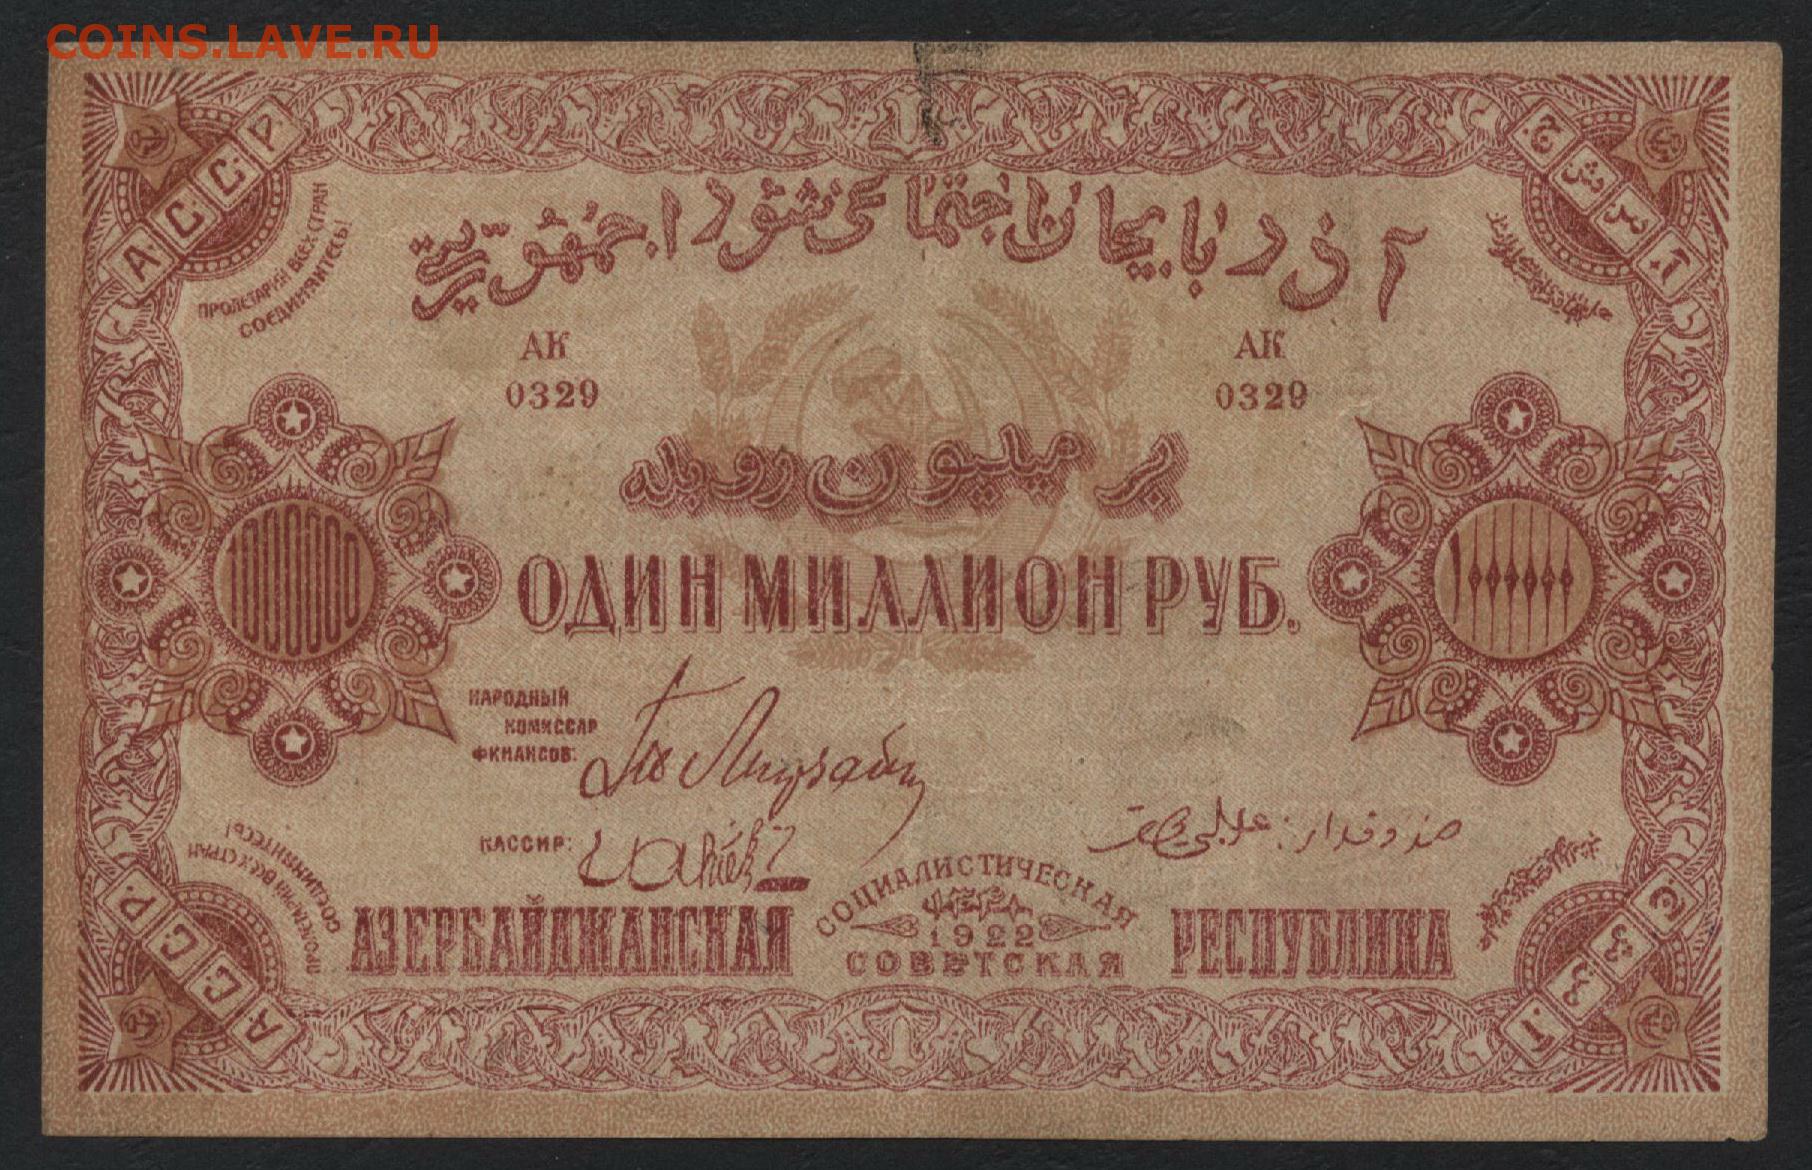 COINS.LAVE.RU
А.С.С.Р
ПРОЛЕТАРИИ ВСЕХ СТРАН
СОЕДИНЯЙТЕСЬ!
آ.س.ش.ج.
آذربایجان اجتماعی شورا جمهوریتی
АК
0329
АК
0329
بر میلیون روبله
1000000
ОДИН МИЛЛИОН РУБ.
НАРОДНЫЙ
КОМИССАР
ФИНАНСОВ:
КАССИР:
صندوقدار:
СОЦИАЛИСТИЧЕСКАЯ
1922
АЗЕРБАЙДЖАНСКАЯ
СОВЕТСКАЯ
РЕСПУБЛИКА
ПРОЛЕТАРИИ ВСЕХ СТРАН
СОЕДИНЯЙТЕСЬ!
А.С.С.Р.